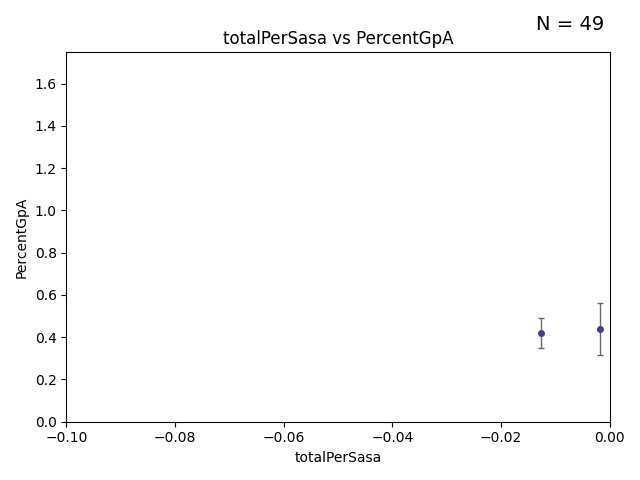 N = 49
totalPerSasa vs PercentGpA
1.6
1.4
1.2
1.0
0.8
0.6
0.4
0.2
0.0
PercentGpA
−0.10 −0.08 −0.06 −0.04 −0.02 0.00
totalPerSasa